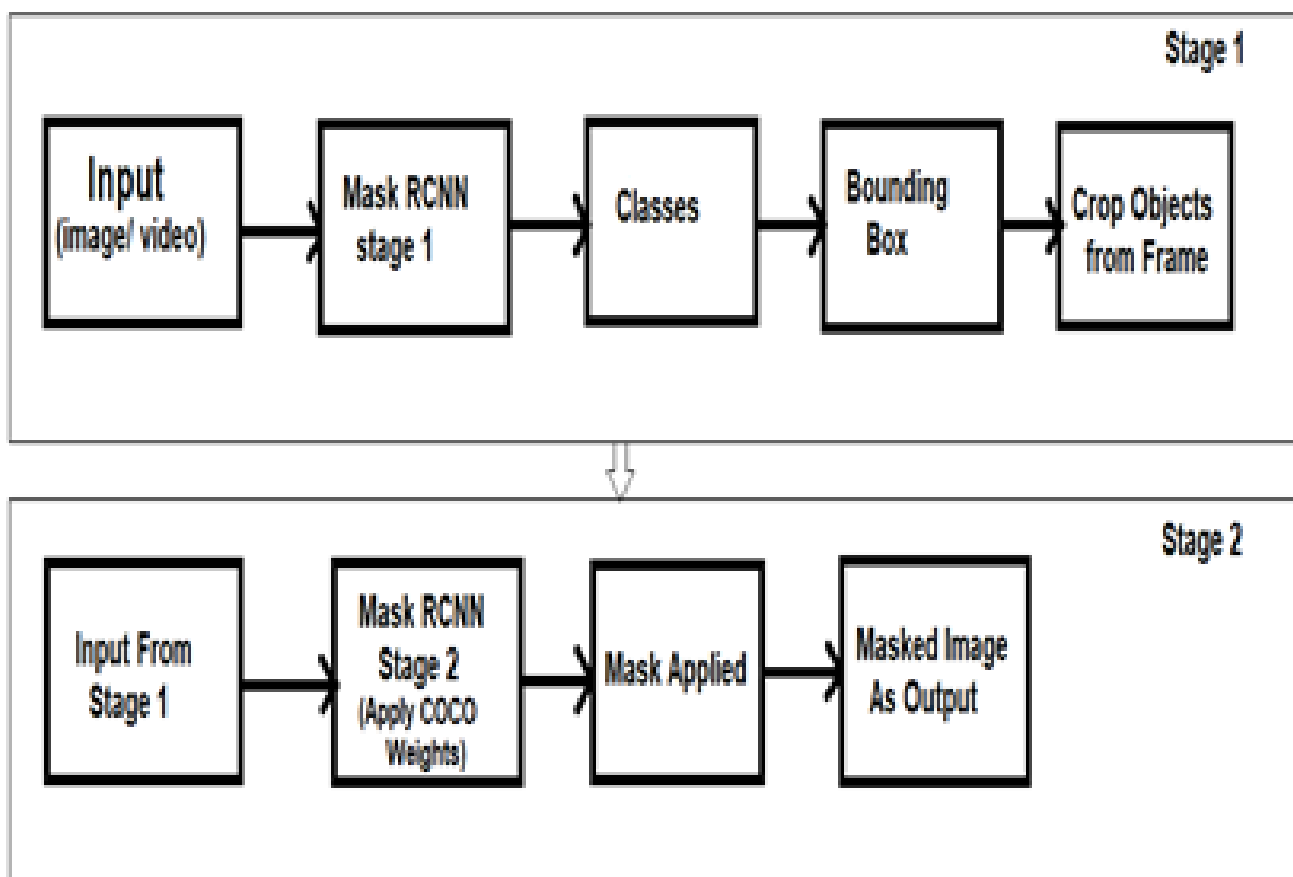 Stage 1
Input
(image/ video)
Mask RCNN
stage 1
Classes
Bounding
Box
Crop Objects
from Frame
Stage 2
Input From
Stage 1
Mask RCNN
Stage 2
(Apply COCO
Weights)
Mask Applied
Masked Image
As Output